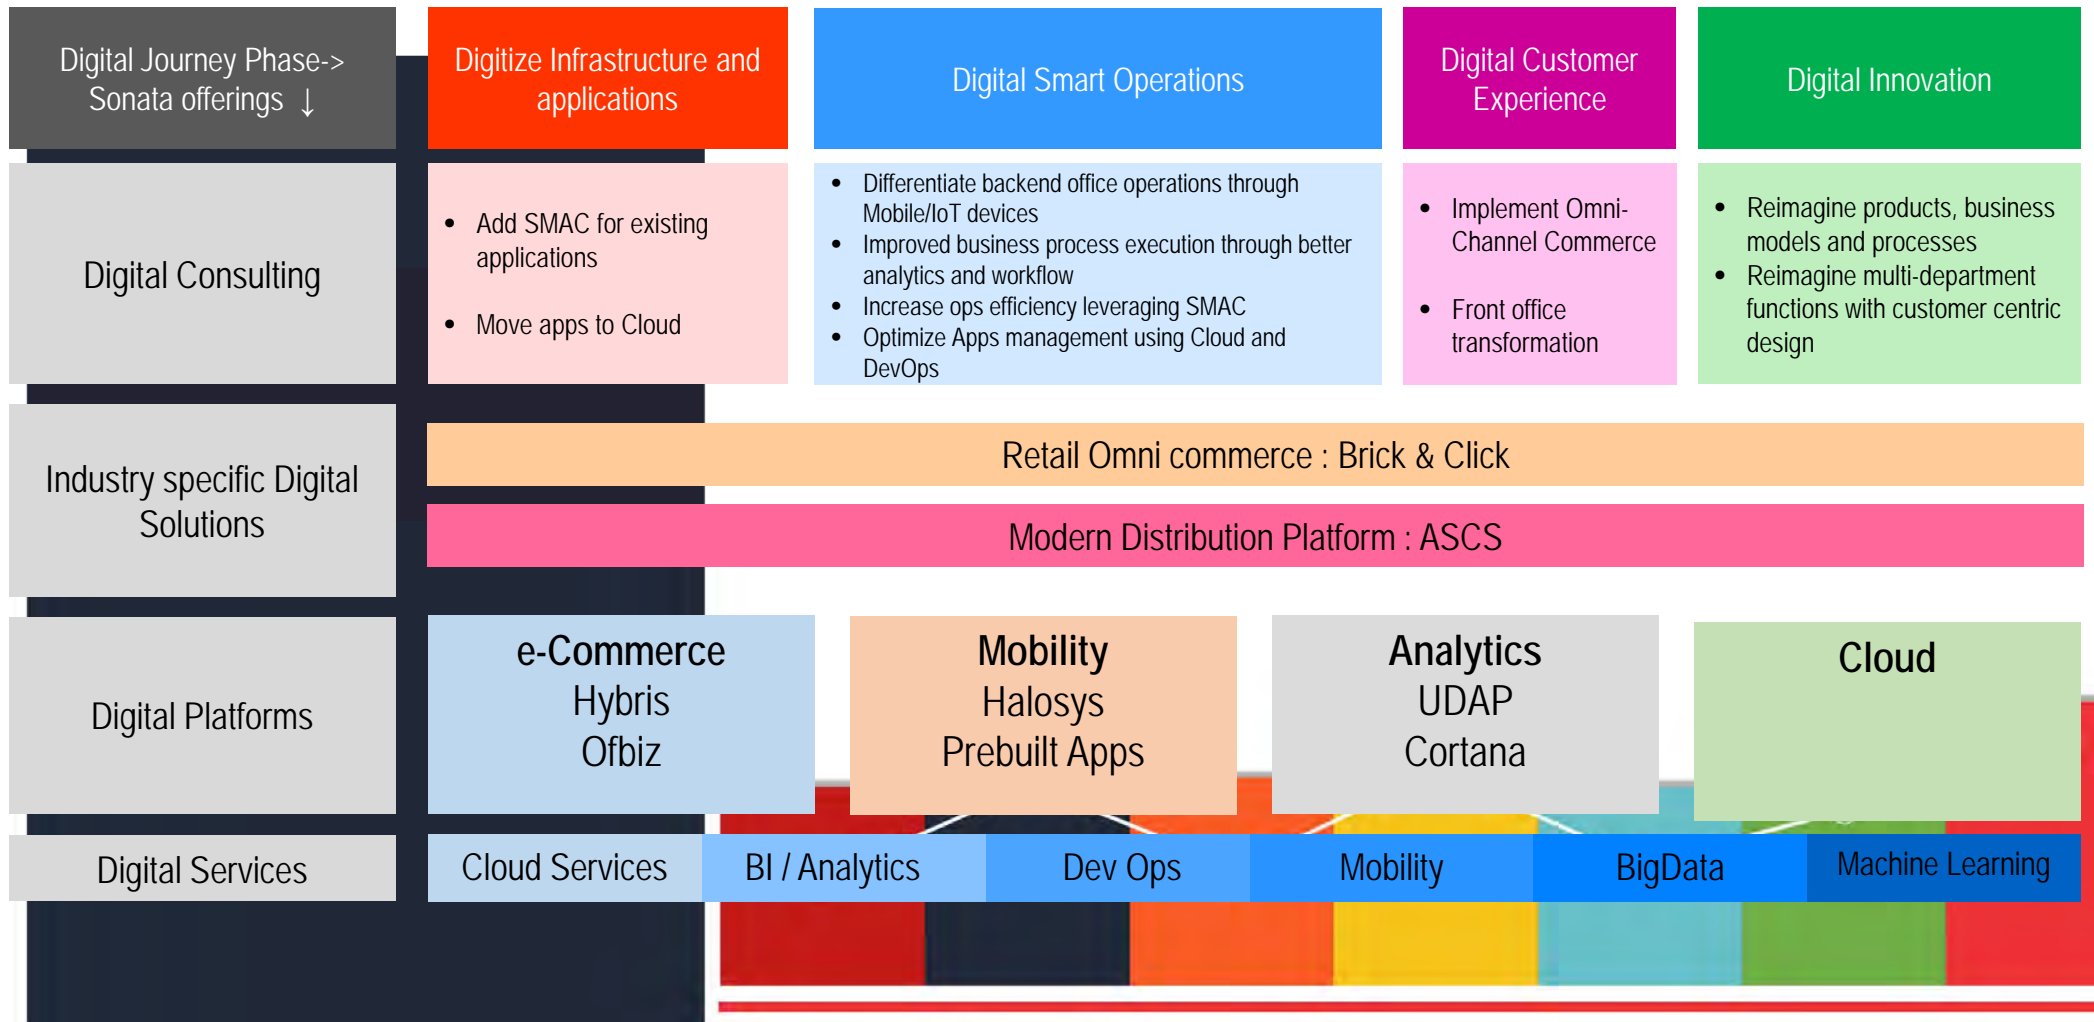 Digital Journey Phase->
Sonata offerings ↓
Digitize Infrastructure and
applications
Digital Smart Operations
Digital Customer
Experience
Digital Innovation
Digital Consulting
• Add SMAC for existing
applications
• Move apps to Cloud
• Differentiate backend office operations through
Mobile/IoT devices
• Improved business process execution through better
analytics and workflow
• Increase ops efficiency leveraging SMAC
• Optimize Apps management using Cloud and
DevOps
• Implement Omni-
Channel Commerce
• Front office
transformation
• Reimagine products, business
models and processes
• Reimagine multi-department
functions with customer centric
design
Industry specific Digital
Solutions
Retail Omni commerce : Brick & Click
Modern Distribution Platform : ASCS
Digital Platforms
e-Commerce
Hybris
Ofbiz
Mobility
Halosys
Prebuilt Apps
Analytics
UDAP
Cortana
Cloud
Digital Services
Cloud Services
BI / Analytics
Dev Ops
Mobility
BigData
Machine Learning